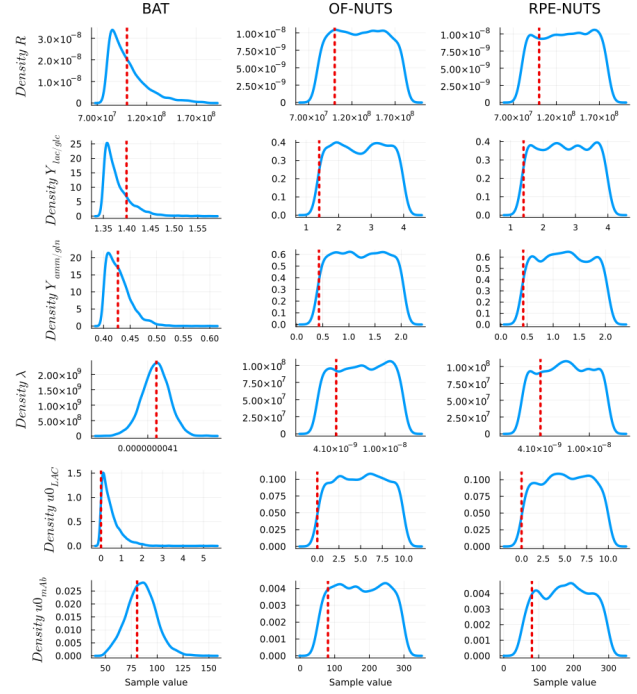 BAT OF-NUTS RPE-NUTS
Density R
3.0×10⁻⁸ 2.0×10⁻⁸ 1.0×10⁻⁸ 0
7.00×10⁷ 1.20×10⁸ 1.70×10⁸
1.00×10⁻⁸ 7.50×10⁻⁹ 5.00×10⁻⁹ 2.50×10⁻⁹ 0
7.00×10⁷ 1.20×10⁸ 1.70×10⁸
1.00×10⁻⁸ 7.50×10⁻⁹ 5.00×10⁻⁹ 2.50×10⁻⁹ 0
7.00×10⁷ 1.20×10⁸ 1.70×10⁸
Density Y lac/glc
25 20 15 10 5 0
1.35 1.40 1.45 1.50 1.55
0.4 0.3 0.2 0.1 0.0
1 2 3 4
0.4 0.3 0.2 0.1 0.0
1 2 3 4
Density Y amm/gln
20 15 10 5 0
0.40 0.45 0.50 0.55 0.60
0.6 0.5 0.4 0.3 0.2 0.1 0.0
0.0 0.5 1.0 1.5 2.0
0.6 0.5 0.4 0.3 0.2 0.1 0.0
0.0 0.5 1.0 1.5 2.0
Density λ
2.00×10⁹ 1.50×10⁹ 1.00×10⁹ 5.00×10⁸ 0
0.0000000041
1.00×10⁸ 7.50×10⁷ 5.00×10⁷ 2.50×10⁷ 0
4.10×10⁻⁹ 1.00×10⁻⁸
1.00×10⁸ 7.50×10⁷ 5.00×10⁷ 2.50×10⁷ 0
4.10×10⁻⁹ 1.00×10⁻⁸
Density u0 LAC
1.5 1.0 0.5 0.0
0 1 2 3 4 5
0.100 0.075 0.050 0.025 0.000
0.0 2.5 5.0 7.5 10.0
0.100 0.075 0.050 0.025 0.000
0.0 2.5 5.0 7.5 10.0
Density u0 mAb
0.025 0.020 0.015 0.010 0.005 0.000
50 75 100 125 150
0.004 0.003 0.002 0.001 0.000
0 100 200 300
0.004 0.003 0.002 0.001 0.000
0 100 200 300
Sample value Sample value Sample value